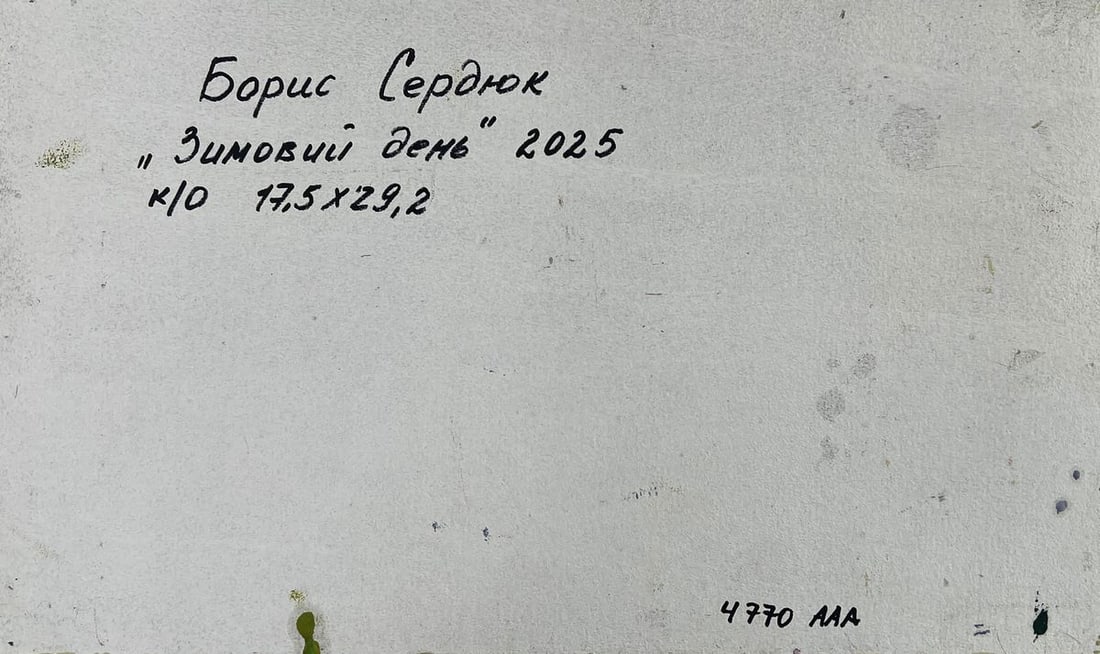 Борис Сердюк
„Зимовий день" 2025
к/о 17,5х29,2
4770 ААА